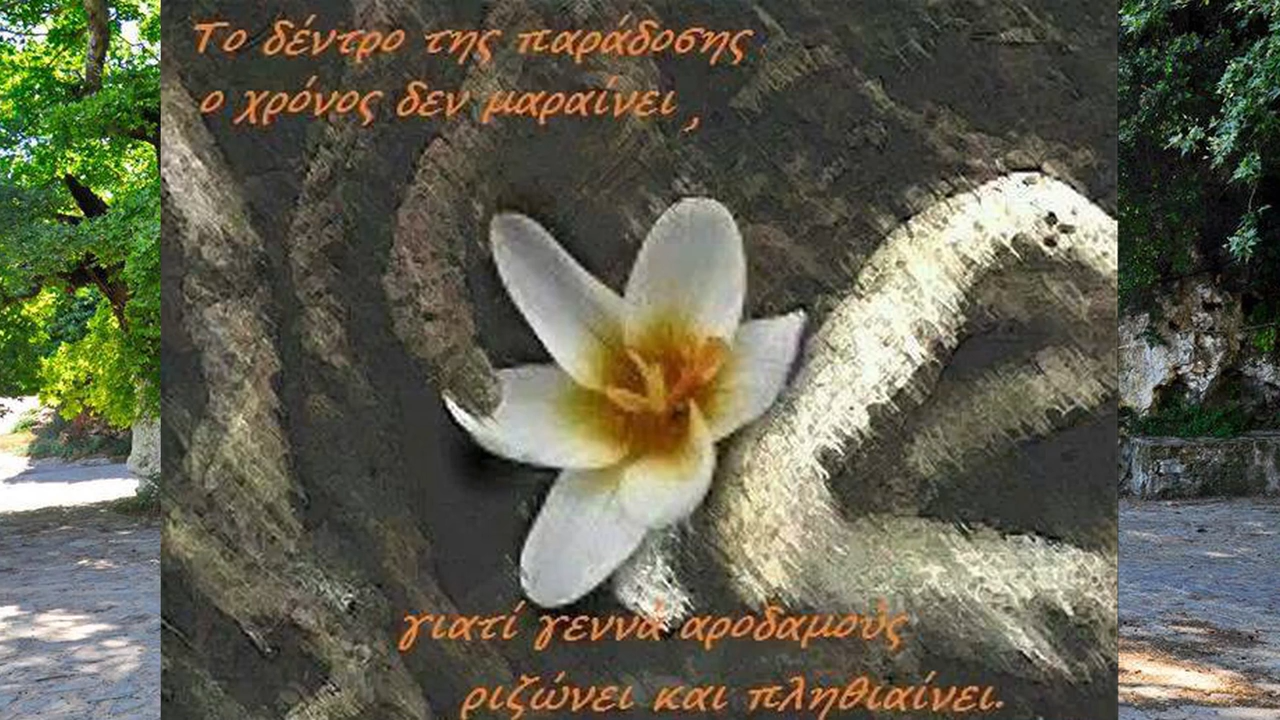 Το δέντρο της παράδοσης
ο χρόνος δεν μαραίνει ,
γιατί γεννά αροδαμούς
ριζώνει και πληθιαίνει.